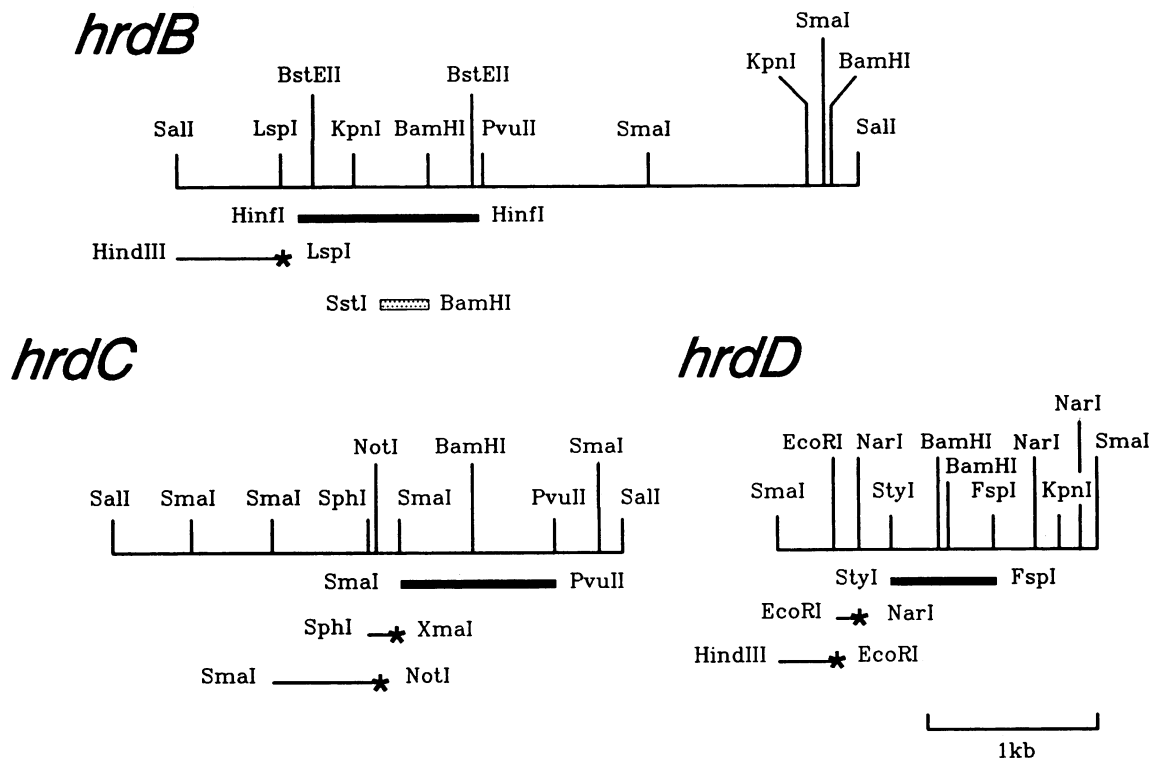 hrdB
SmaI
KpnI BamHI
BstEII BstEII
SalI LspI KpnI BamHI PvuII SmaI SalI
HinfI HinfI
HindIII * LspI
SstI BamHI
hrdC
NotI BamHI SmaI
SalI SmaI SmaI SphI SmaI PvuII SalI
SmaI PvuII
SphI * XmaI
SmaI * NotI
hrdD
NarI
EcoRI NarI BamHI NarI SmaI
BamHI
SmaI StyI FspI KpnI
StyI FspI
EcoRI * NarI
HindIII * EcoRI
1kb